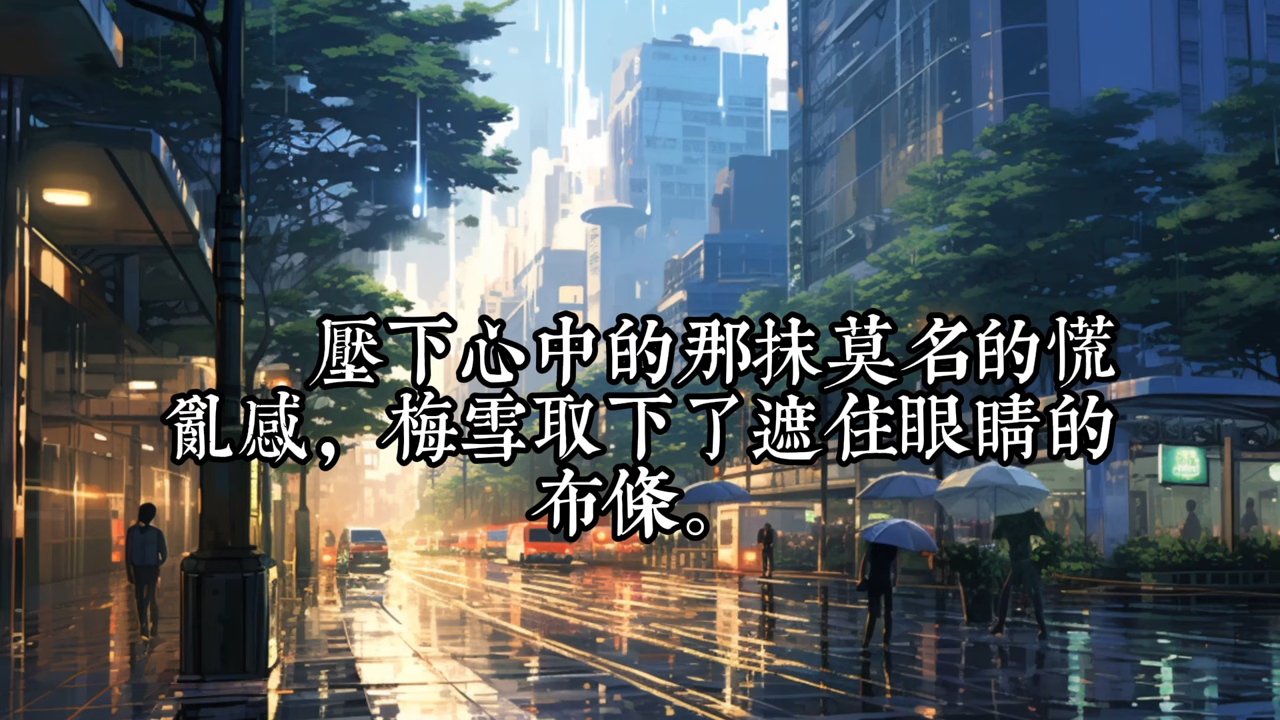 壓下心中的那抹莫名的慌
亂感，梅雪取下了遮住眼睛的
布條。